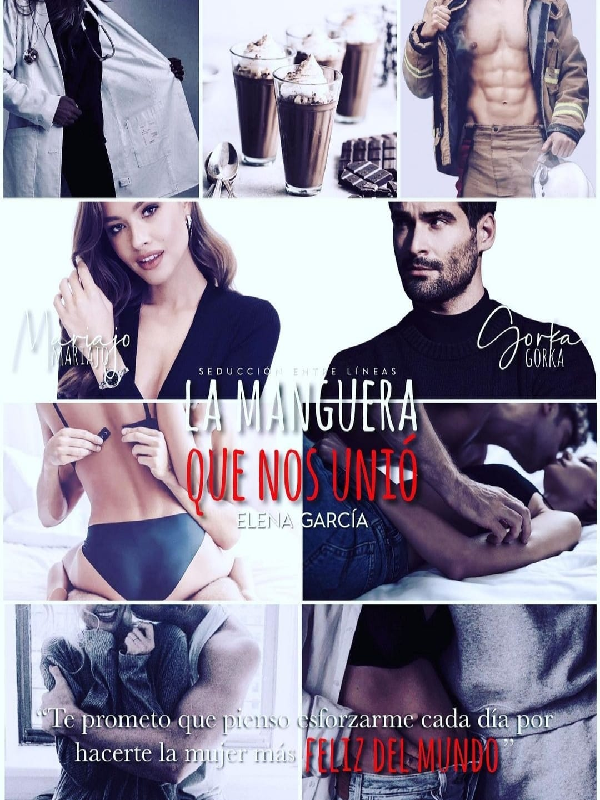 Mariajo
MARIAJO
Gorka
GORKA
SEDUCCIÓN ENTRE LÍNEAS
LA MANGUERA
QUE NOS UNIÓ
ELENA GARCÍA
“Te prometo que pienso esforzarme cada día por
hacerte la mujer más FELIZ DEL MUNDO”